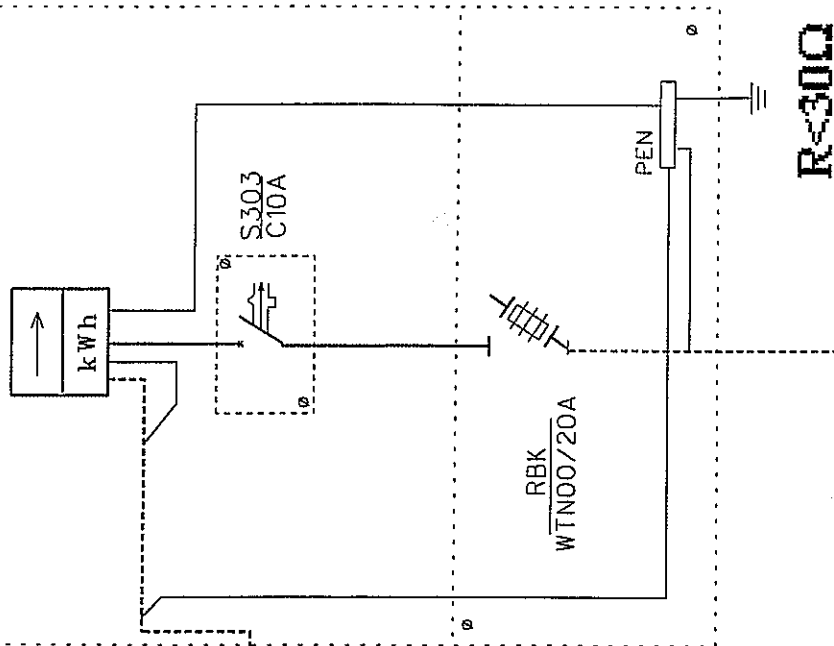 kWh
S303
C10A
PEN
RBK
WTN00/20A
R<30Ω